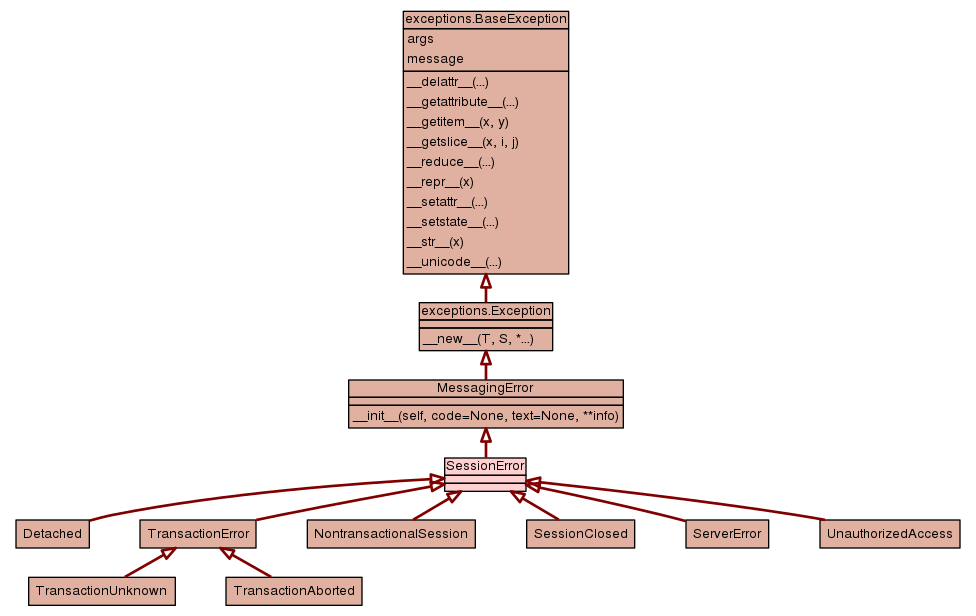 exceptions.BaseException
args
message
__delattr__(...)
__getattribute__(...)
__getitem__(x, y)
__getslice__(x, i, j)
__reduce__(...)
__repr__(x)
__setattr__(...)
__setstate__(...)
__str__(x)
__unicode__(...)
exceptions.Exception
__new__(T, S, *...)
MessagingError
__init__(self, code=None, text=None, **info)
SessionError
Detached
TransactionError
NontransactionalSession
SessionClosed
ServerError
UnauthorizedAccess
TransactionUnknown
TransactionAborted